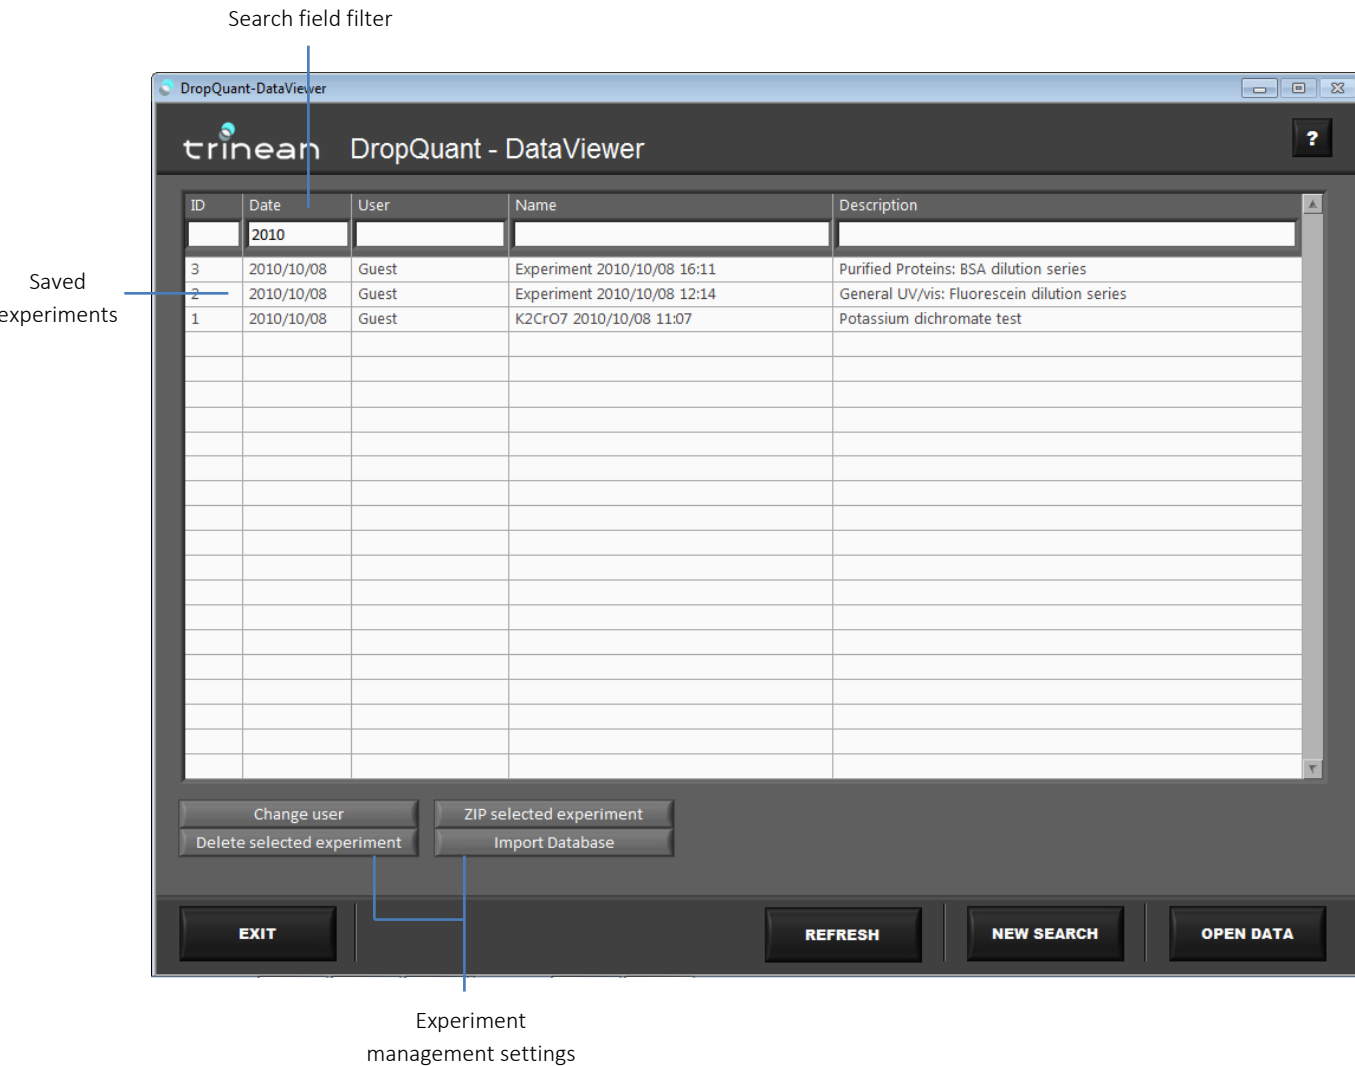 Search field filter
DropQuant-DataViewer
trinean DropQuant - DataViewer ?
ID Date User Name Description
2010
3 2010/10/08 Guest Experiment 2010/10/08 16:11 Purified Proteins: BSA dilution series
Saved
experiments
2 2010/10/08 Guest Experiment 2010/10/08 12:14 General UV/vis: Fluorescein dilution series
1 2010/10/08 Guest K2CrO7 2010/10/08 11:07 Potassium dichromate test
Change user ZIP selected experiment
Delete selected experiment Import Database
EXIT REFRESH NEW SEARCH OPEN DATA
Experiment
management settings